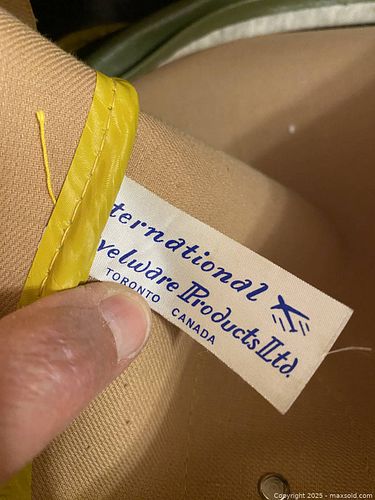 ternational
velware Products Ltd.
TORONTO CANADA
Copyright 2025 - maxsold.com